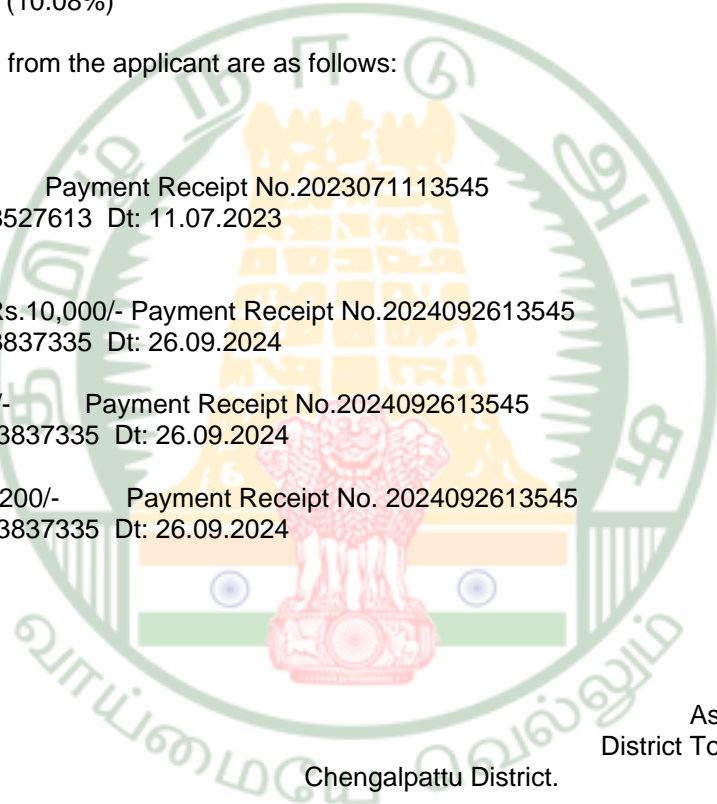 (10.08%)
from the applicant are as follows:
Payment Receipt No.2023071113545
3527613 Dt: 11.07.2023
Rs.10,000/- Payment Receipt No.2024092613545
3837335 Dt: 26.09.2024
/- Payment Receipt No.2024092613545
3837335 Dt: 26.09.2024
200/- Payment Receipt No. 2024092613545
3837335 Dt: 26.09.2024
As
District To
Chengalpattu District.
தமிழ் நாடு அரசு
வாய்மையே வெல்லும்